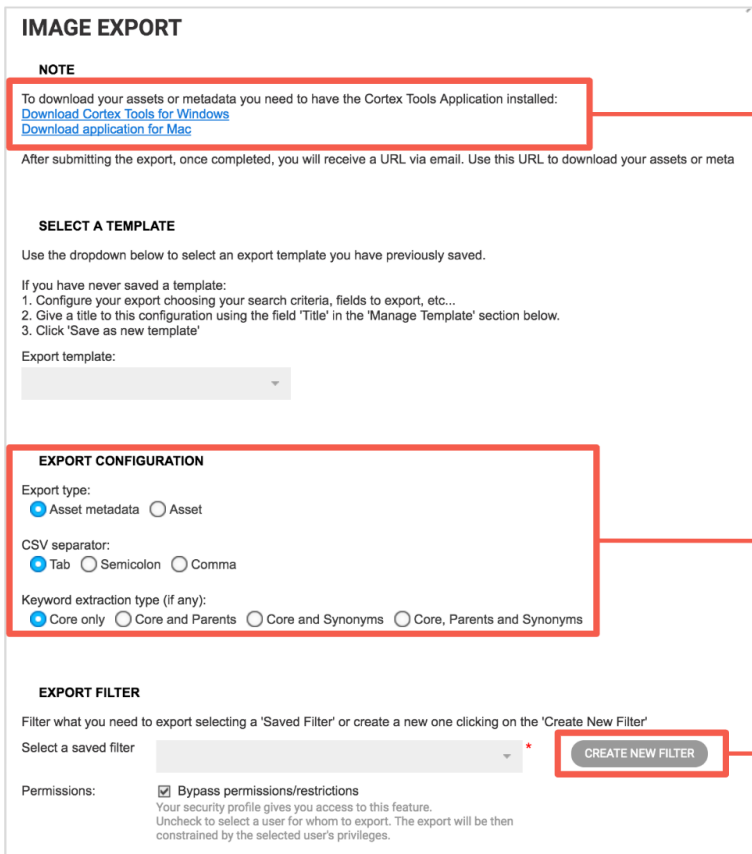 IMAGE EXPORT
NOTE
To download your assets or metadata you need to have the Cortex Tools Application installed:
Download Cortex Tools for Windows
Download application for Mac
After submitting the export, once completed, you will receive a URL via email. Use this URL to download your assets or meta
SELECT A TEMPLATE
Use the dropdown below to select an export template you have previously saved.
If you have never saved a template:
1. Configure your export choosing your search criteria, fields to export, etc...
2. Give a title to this configuration using the field 'Title' in the 'Manage Template' section below.
3. Click 'Save as new template'
Export template:
EXPORT CONFIGURATION
Export type:
Asset metadata Asset
CSV separator:
Tab Semicolon Comma
Keyword extraction type (if any):
Core only Core and Parents Core and Synonyms Core, Parents and Synonyms
EXPORT FILTER
Filter what you need to export selecting a 'Saved Filter' or create a new one clicking on the 'Create New Filter'
Select a saved filter * CREATE NEW FILTER
Permissions: Bypass permissions/restrictions
Your security profile gives you access to this feature.
Uncheck to select a user for whom to export. The export will be then
constrained by the selected user's privileges.